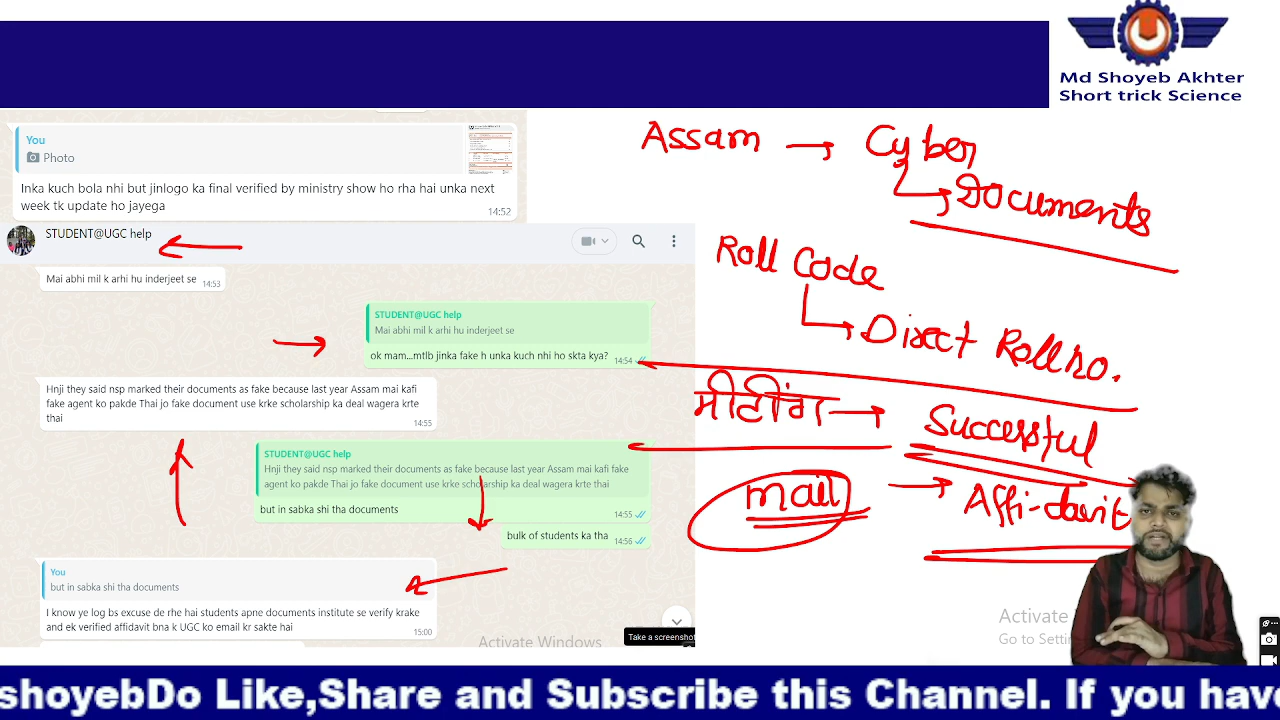 Md Shoyeb Akhter
Short trick Science
You
Photo
Inka kuch bola nhi but jinlogo ka final verified by ministry show ho rha hai unka next
week tk update ho jayega
14:52
STUDENT@UGC help
Mai abhi mil k arhi hu inderjeet se
14:53
STUDENT@UGC help
Mai abhi mil k arhi hu inderjeet se
ok mam...mtlb jinka fake h unka kuch nhi ho skta kya?
14:54
Hnji they said nsp marked their documents as fake because last year Assam mai kafi
fake agent ko pakde Thai jo fake document use krke scholarship ka deal wagera krte
thai
14:55
STUDENT@UGC help
Hnji they said nsp marked their documents as fake because last year Assam mai kafi fake
agent ko pakde Thai jo fake document use krke scholarship ka deal wagera krte thai
but in sabka shi tha documents
14:55
bulk of students ka tha
14:56
You
but in sabka shi tha documents
I know ye log bs excuse de rhe hai students apne documents institute se verify krake
and ek verified affidavit bna k UGC ko email kr sakte hai
15:00
Assam → Cyber
Documents
Roll Code
Direct Roll no.
मीटींग → Successful
mail → Affi-davit
Activate Windows
Take a screenshot
Activate
Go to Setti
shoyebDo Like,Share and Subscribe this Channel. If you have